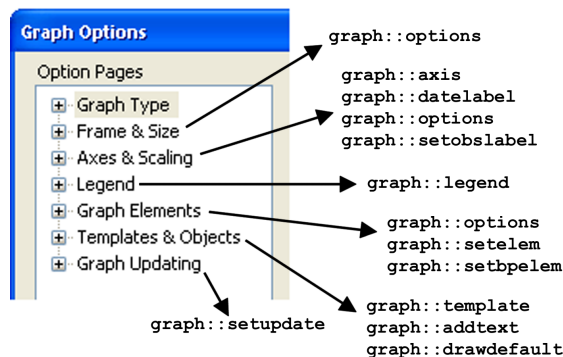 Graph Options
Option Pages
Graph Type
Frame & Size
Axes & Scaling
Legend
Graph Elements
Templates & Objects
Graph Updating
graph::options
graph::axis
graph::datelabel
graph::options
graph::setobslabel
graph::legend
graph::options
graph::setelem
graph::setbpelem
graph::template
graph::addtext
graph::drawdefault
graph::setupdate